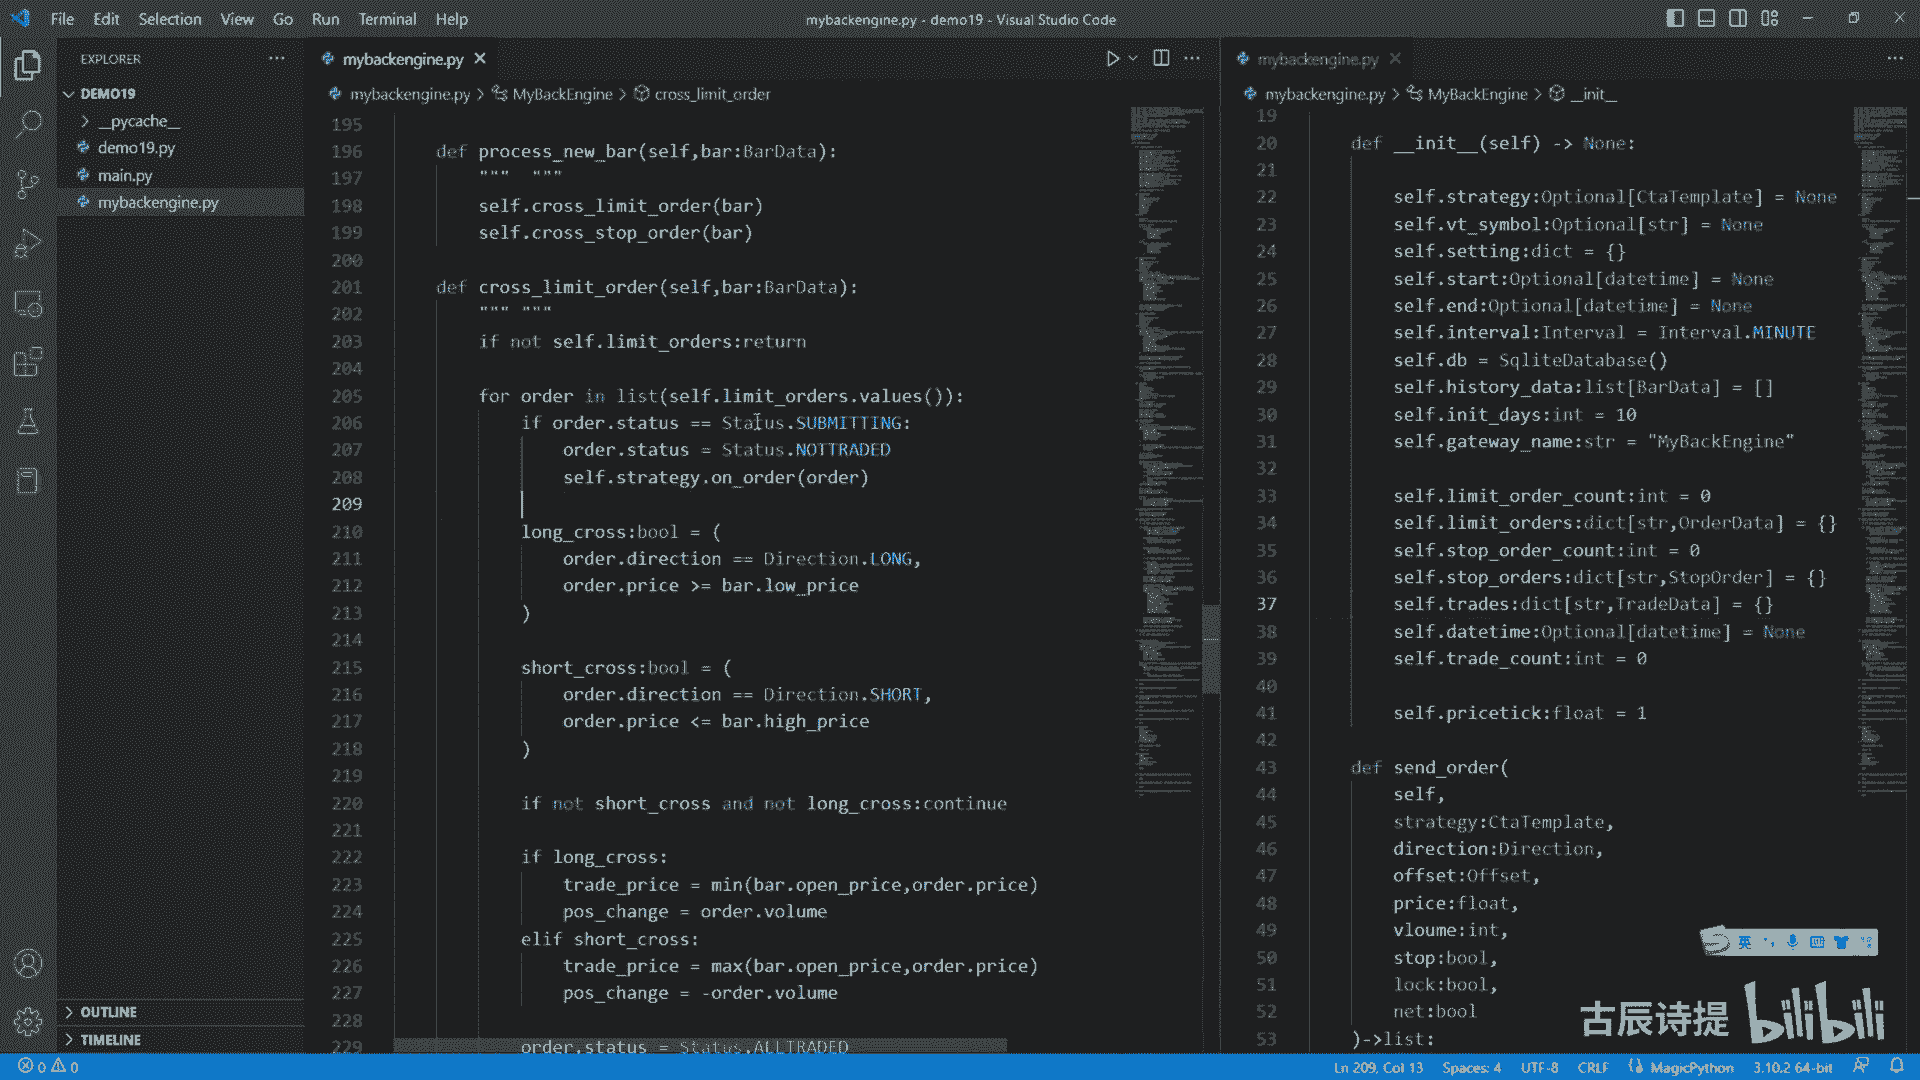 File Edit Selection View Go Run Terminal Help
mybackengine.py - demo19 - Visual Studio Code
EXPLORER
DEMO19
__pycache__
demo19.py
main.py
mybackengine.py
OUTLINE
TIMELINE
mybackengine.py
mybackengine.py > MyBackEngine > cross_limit_order
195
196 def process_new_bar(self,bar:BarData):
197 """ """
198 self.cross_limit_order(bar)
199 self.cross_stop_order(bar)
200
201 def cross_limit_order(self,bar:BarData):
202 """ """
203 if not self.limit_orders:return
204
205 for order in list(self.limit_orders.values()):
206 if order.status == Status.SUBMITTING:
207 order.status = Status.NOTTRADED
208 self.strategy.on_order(order)
209
210 long_cross:bool = (
211 order.direction == Direction.LONG,
212 order.price >= bar.low_price
213 )
214
215 short_cross:bool = (
216 order.direction == Direction.SHORT,
217 order.price <= bar.high_price
218 )
219
220 if not short_cross and not long_cross:continue
221
222 if long_cross:
223 trade_price = min(bar.open_price,order.price)
224 pos_change = order.volume
225 elif short_cross:
226 trade_price = max(bar.open_price,order.price)
227 pos_change = -order.volume
228
229 order.status = Status.ALLTRADED
mybackengine.py
mybackengine.py > MyBackEngine > __init__
19
20 def __init__(self) -> None:
21
22 self.strategy:Optional[CtaTemplate] = None
23 self.vt_symbol:Optional[str] = None
24 self.setting:dict = {}
25 self.start:Optional[datetime] = None
26 self.end:Optional[datetime] = None
27 self.interval:Interval = Interval.MINUTE
28 self.db = SqliteDatabase()
29 self.history_data:list[BarData] = []
30 self.init_days:int = 10
31 self.gateway_name:str = "MyBackEngine"
32
33 self.limit_order_count:int = 0
34 self.limit_orders:dict[str,OrderData] = {}
35 self.stop_order_count:int = 0
36 self.stop_orders:dict[str,StopOrder] = {}
37 self.trades:dict[str,TradeData] = {}
38 self.datetime:Optional[datetime] = None
39 self.trade_count:int = 0
40
41 self.pricetick:float = 1
42
43 def send_order(
44 self,
45 strategy:CtaTemplate,
46 direction:Direction,
47 offset:Offset,
48 price:float,
49 vloume:int,
50 stop:bool,
51 lock:bool,
52 net:bool
53 )->list:
英
古辰诗提 bilibili
0 0
Ln 209, Col 13 Spaces: 4 UTF-8 CRLF MagicPython 3.10.2 64-bit